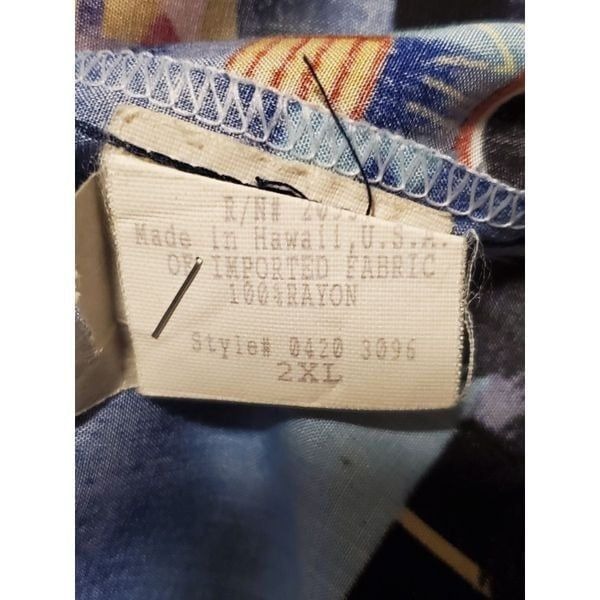 R/N#
Made in Hawaii, U.S.A.
OF IMPORTED FABRIC
100%RAYON
Style# 0420 3096
2XL